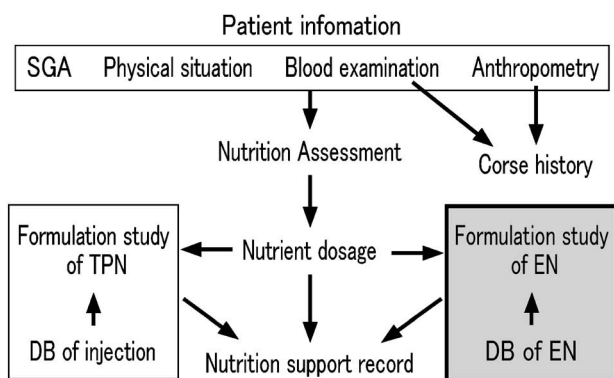 Patient infomation
SGA Physical situation Blood examination Anthropometry
Nutrition Assessment
Corse history
Formulation study
of TPN
Nutrient dosage
Formulation study
of EN
DB of injection
Nutrition support record
DB of EN